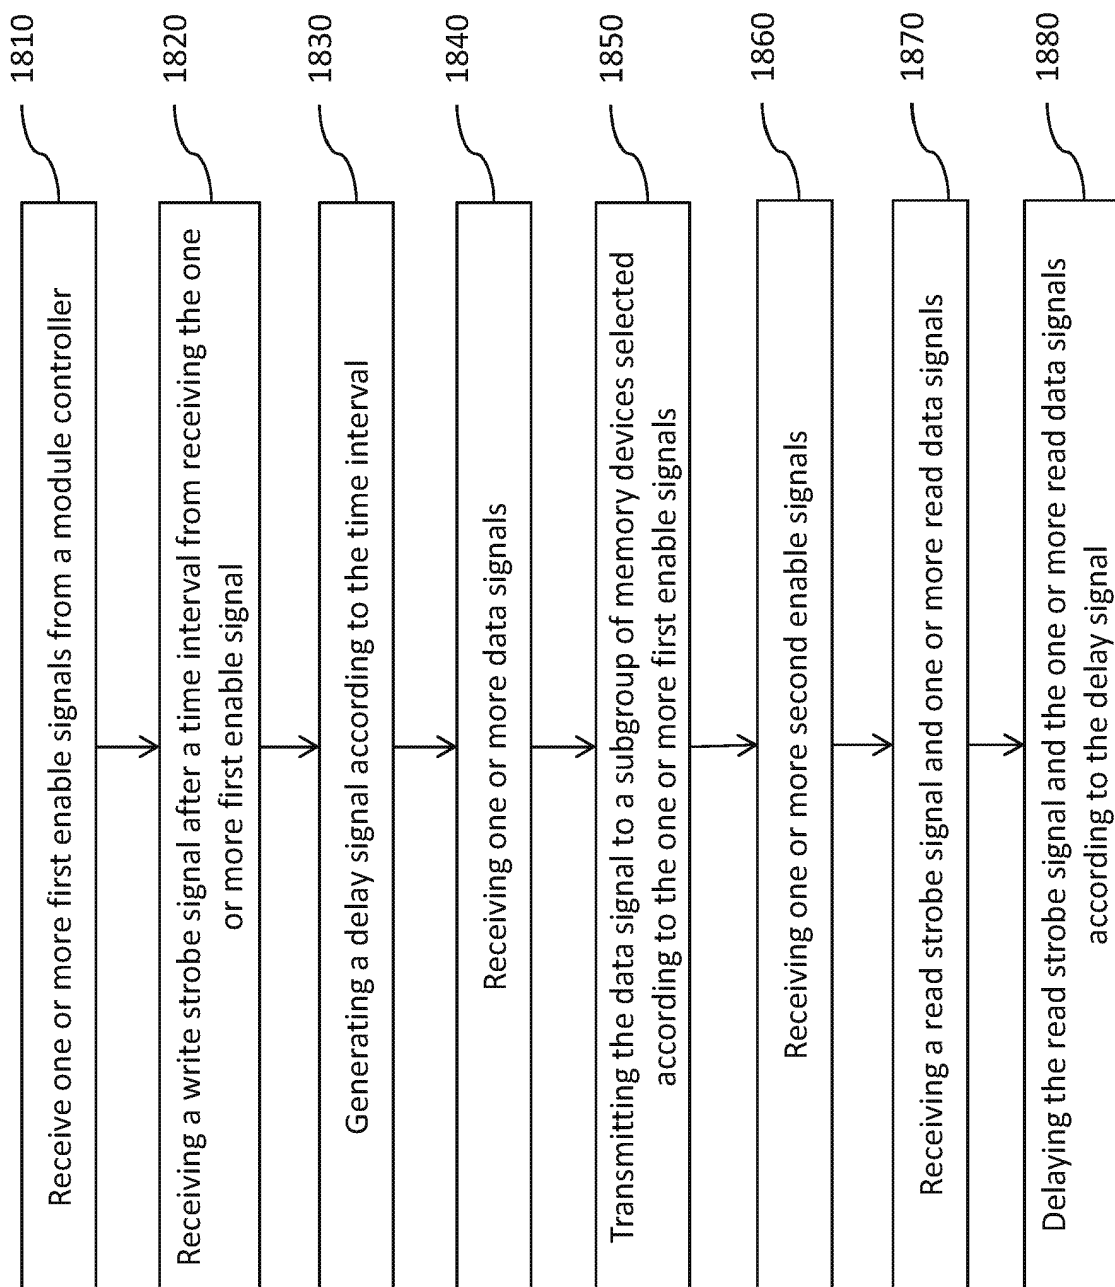 Receive one or more first enable signals from a module controller
1810
Receiving a write strobe signal after a time interval from receiving the one
or more first enable signal
1820
Generating a delay signal according to the time interval
1830
Receiving one or more data signals
1840
Transmitting the data signal to a subgroup of memory devices selected
according to the one or more first enable signals
1850
Receiving one or more second enable signals
1860
Receiving a read strobe signal and one or more read data signals
1870
Delaying the read strobe signal and the one or more read data signals
according to the delay signal
1880